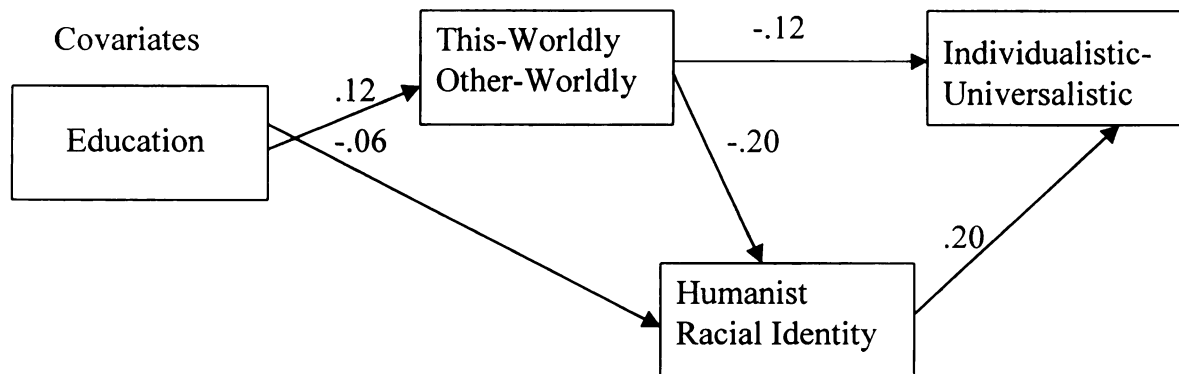 Covariates
Education
.12
-.06
This-Worldly
Other-Worldly
-.12
-.20
Individualistic-
Universalistic
.20
Humanist
Racial Identity